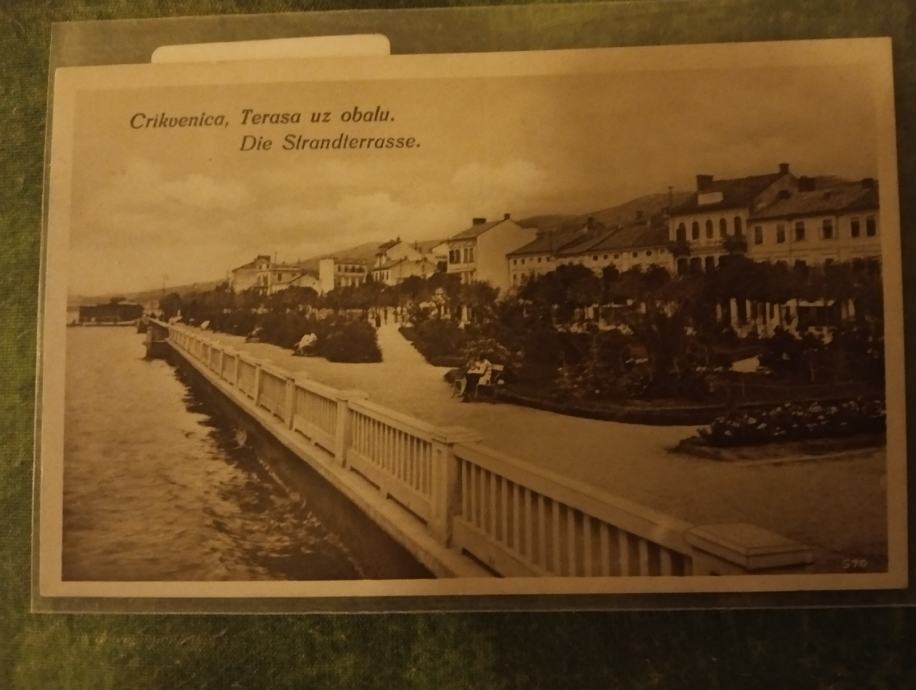 Crikvenica, Terasa uz obalu.
Die Strandterrasse.
570